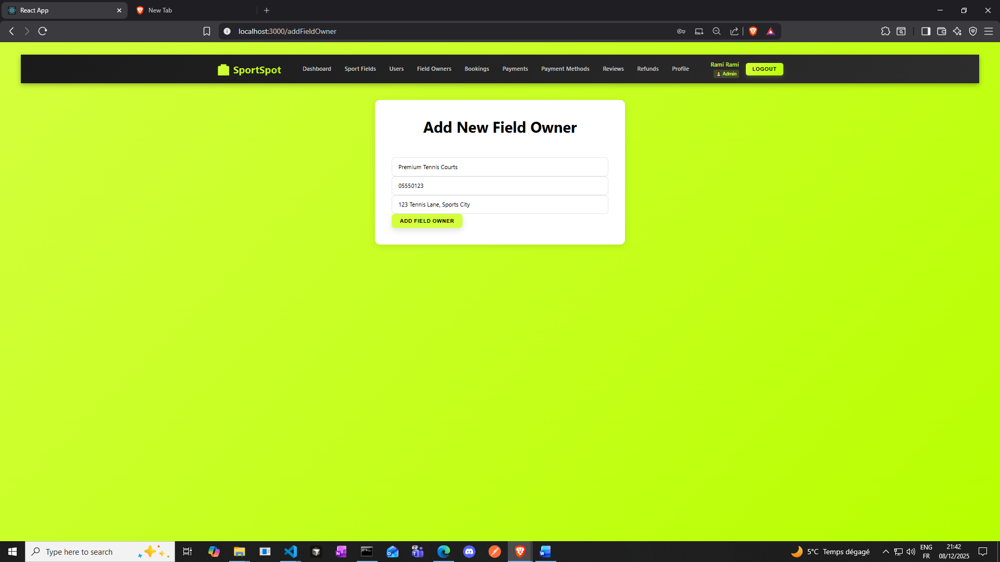 React App
New Tab
localhost:3000/addFieldOwner
SportSpot
Dashboard
Sport Fields
Users
Field Owners
Bookings
Payments
Payment Methods
Reviews
Refunds
Profile
Rami Rami
Admin
LOGOUT
Add New Field Owner
Premium Tennis Courts
05550123
123 Tennis Lane, Sports City
ADD FIELD OWNER
Type here to search
5°C Temps dégagé
ENG
FR
21:42
08/12/2025